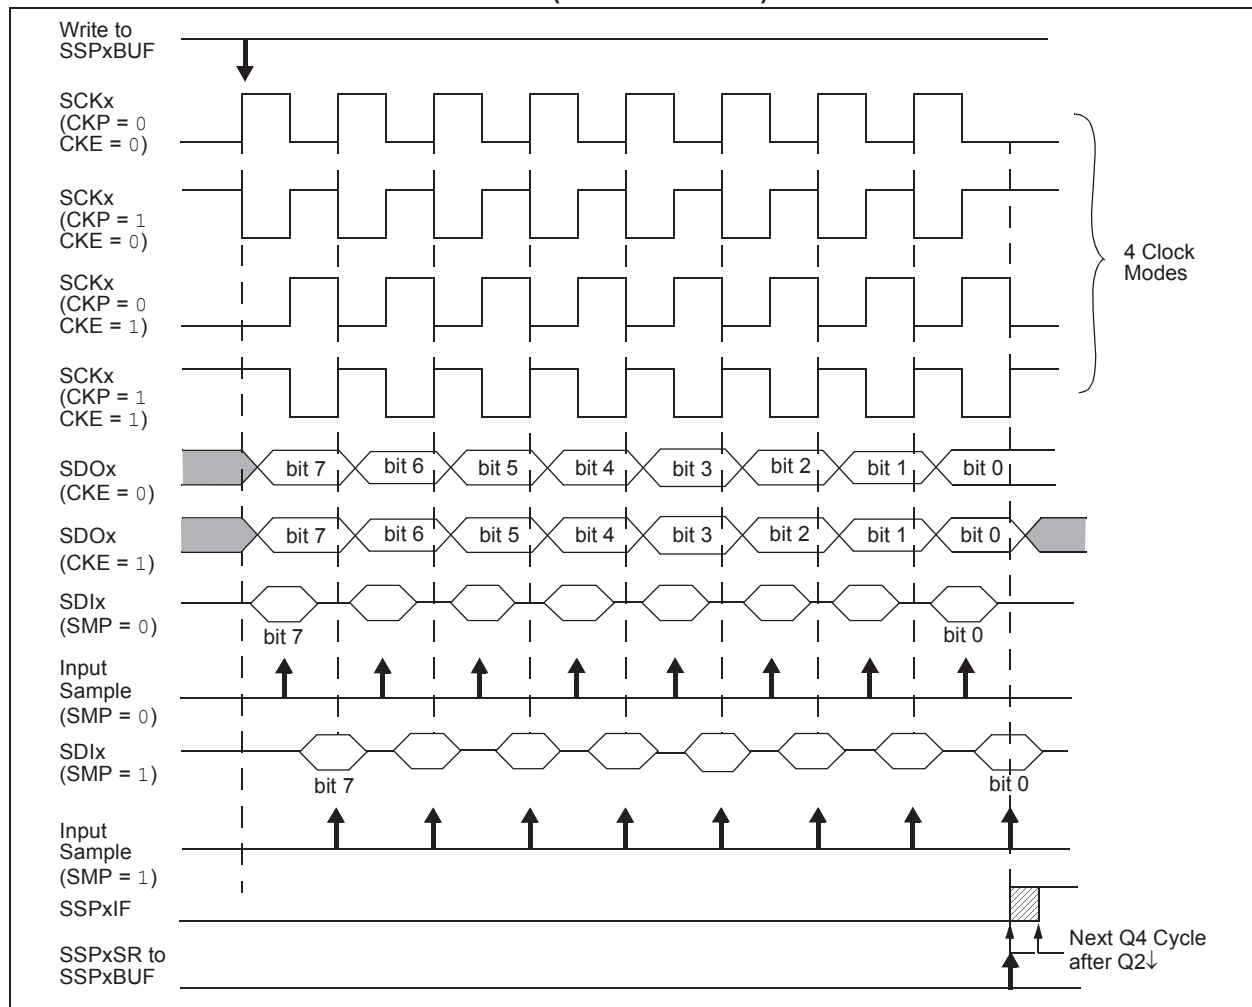 Write to
SSPxBUF
SCKx
(CKP = 0
CKE = 0)
SCKx
(CKP = 1
CKE = 0)
4 Clock
Modes
SCKx
(CKP = 0
CKE = 1)
SCKx
(CKP = 1
CKE = 1)
SDOx
(CKE = 0)
bit 7 bit 6 bit 5 bit 4 bit 3 bit 2 bit 1 bit 0
SDOx
(CKE = 1)
bit 7 bit 6 bit 5 bit 4 bit 3 bit 2 bit 1 bit 0
SDIx
(SMP = 0)
bit 7 bit 0
Input
Sample
(SMP = 0)
SDIx
(SMP = 1)
bit 7 bit 0
Input
Sample
(SMP = 1)
SSPxIF
Next Q4 Cycle
after Q2↓
SSPxSR to
SSPxBUF